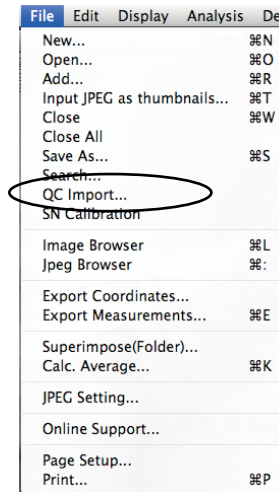 File Edit Display Analysis De
New... ⌘N
Open... ⌘O
Add... ⌘R
Input JPEG as thumbnails... ⌘T
Close ⌘W
Close All
Save As... ⌘S
Search...
QC Import...
SN Calibration
Image Browser ⌘L
Jpeg Browser ⌘:
Export Coordinates...
Export Measurements... ⌘E
Superimpose(Folder)...
Calc. Average... ⌘K
JPEG Setting...
Online Support...
Page Setup...
Print... ⌘P